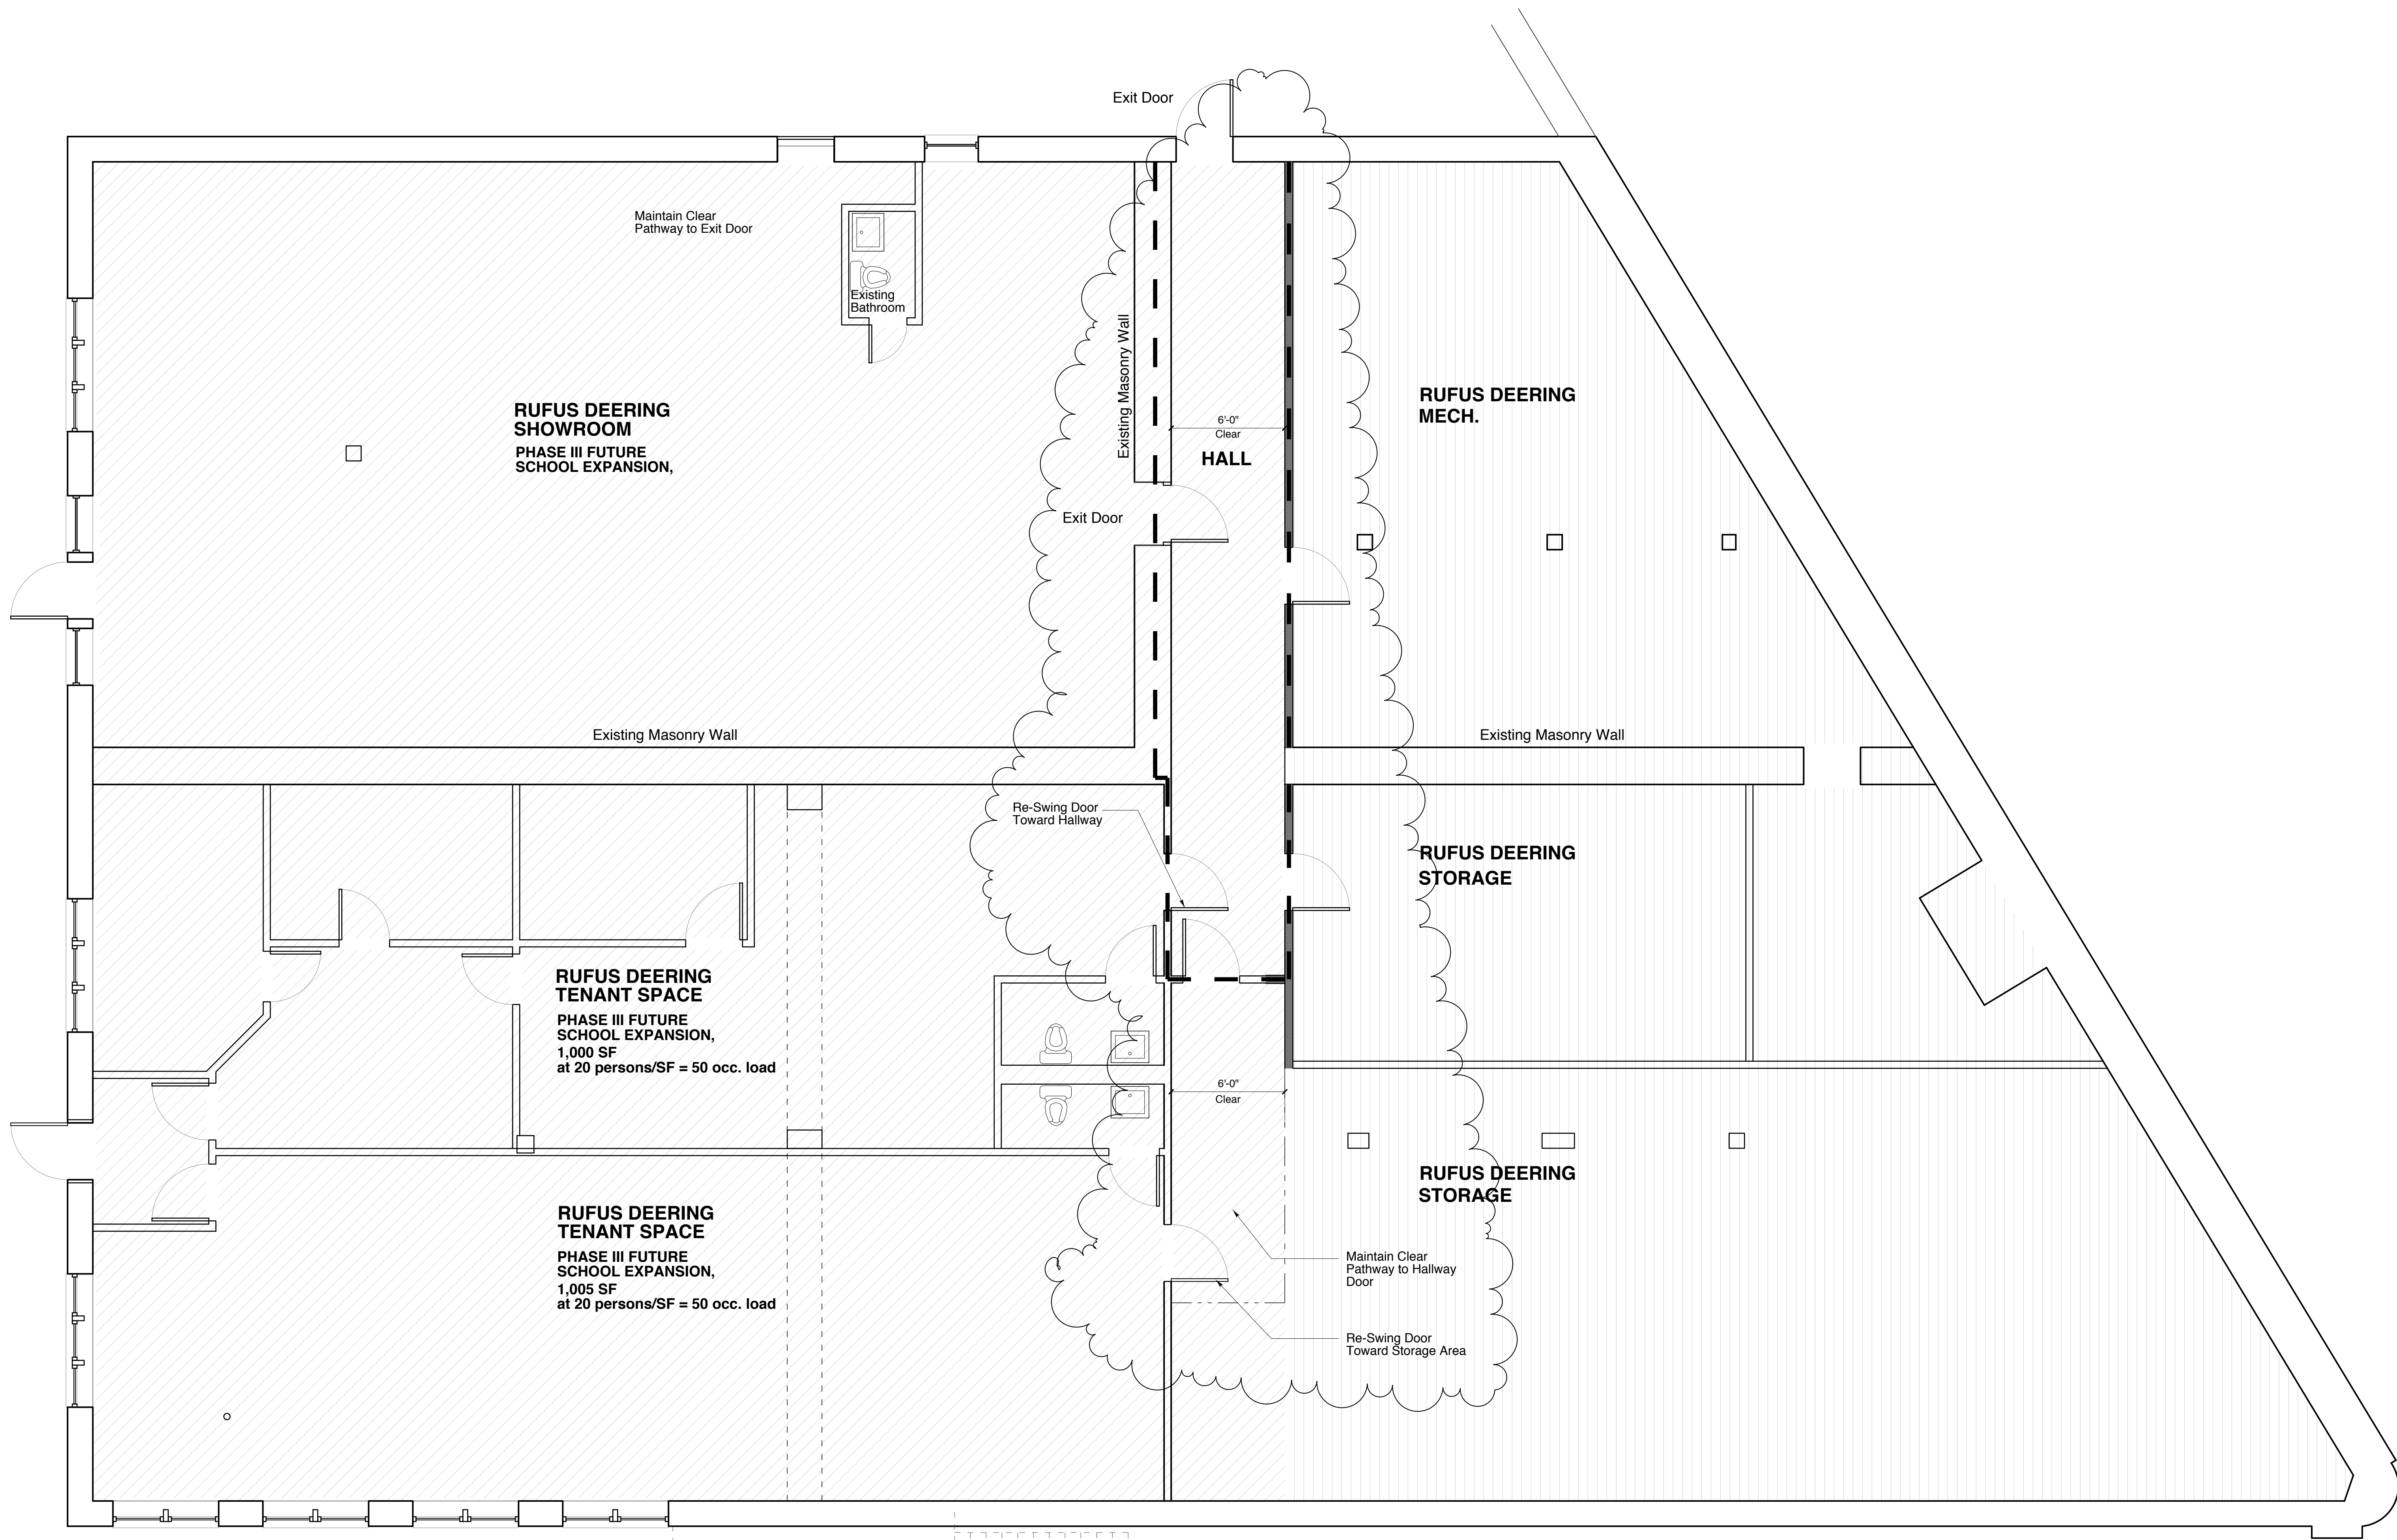 Exit Door
Maintain Clear
Pathway to Exit Door
Existing
Bathroom
Existing Masonry Wall
RUFUS DEERING
SHOWROOM
PHASE III FUTURE
SCHOOL EXPANSION,
6'-0"
Clear
HALL
RUFUS DEERING
MECH.
Exit Door
Existing Masonry Wall
Existing Masonry Wall
Re-Swing Door
Toward Hallway
RUFUS DEERING
STORAGE
RUFUS DEERING
TENANT SPACE
PHASE III FUTURE
SCHOOL EXPANSION,
1,000 SF
at 20 persons/SF = 50 occ. load
6'-0"
Clear
RUFUS DEERING
STORAGE
RUFUS DEERING
TENANT SPACE
PHASE III FUTURE
SCHOOL EXPANSION,
1,005 SF
at 20 persons/SF = 50 occ. load
Maintain Clear
Pathway to Hallway
Door
Re-Swing Door
Toward Storage Area